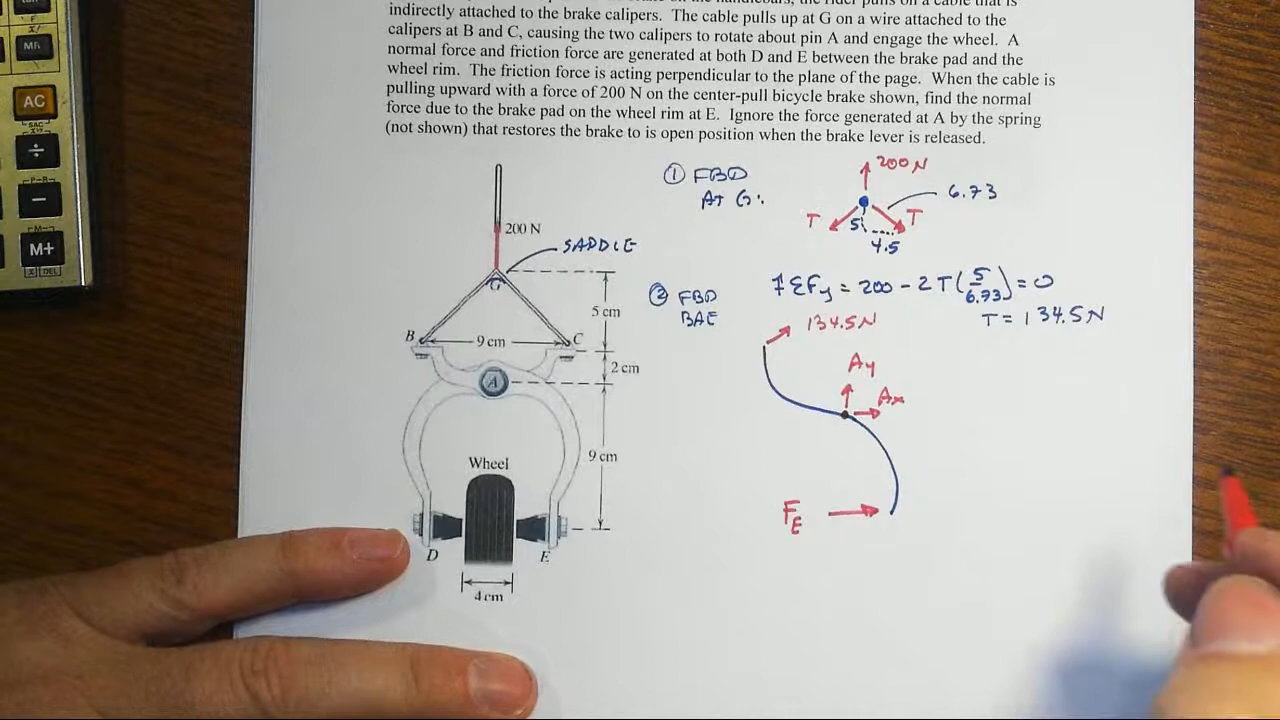 indirectly attached to the brake calipers. The cable pulls up at G on a wire attached to the
calipers at B and C, causing the two calipers to rotate about pin A and engage the wheel. A
normal force and friction force are generated at both D and E between the brake pad and the
wheel rim. The friction force is acting perpendicular to the plane of the page. When the cable is
pulling upward with a force of 200 N on the center-pull bicycle brake shown, find the normal
force due to the brake pad on the wheel rim at E. Ignore the force generated at A by the spring
(not shown) that restores the brake to is open position when the brake lever is released.
MR
AC
÷
−
M+
① FBD
AT G:
200 N
T
T
6.73
5
4.5
200 N
SADDLE
G
5 cm
B
9 cm
C
2 cm
A
9 cm
Wheel
D
E
4 cm
↑ΣFy = 200 - 2T(5/6.73) = 0
T = 134.5 N
② FBD
BAE
134.5 N
Ay
Ax
FE